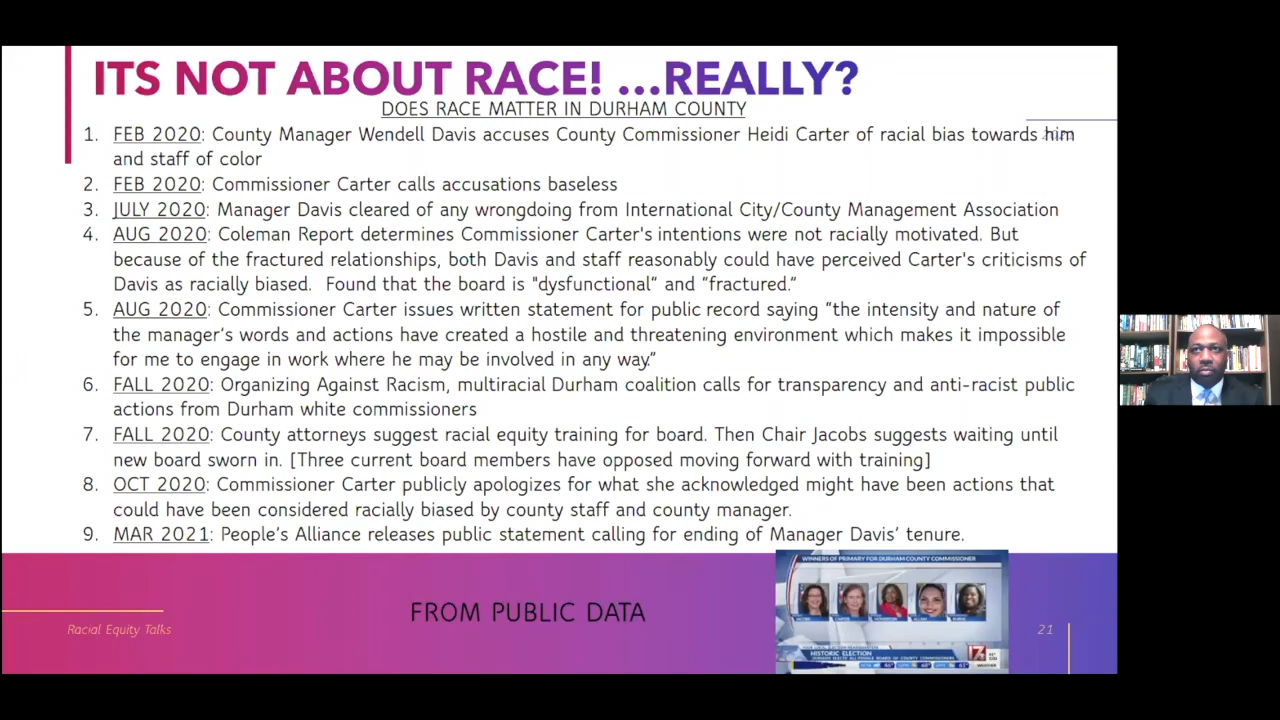 ITS NOT ABOUT RACE! ...REALLY?
DOES RACE MATTER IN DURHAM COUNTY
1. FEB 2020: County Manager Wendell Davis accuses County Commissioner Heidi Carter of racial bias towards him
and staff of color
2. FEB 2020: Commissioner Carter calls accusations baseless
3. JULY 2020: Manager Davis cleared of any wrongdoing from International City/County Management Association
4. AUG 2020: Coleman Report determines Commissioner Carter's intentions were not racially motivated. But
because of the fractured relationships, both Davis and staff reasonably could have perceived Carter's criticisms of
Davis as racially biased. Found that the board is "dysfunctional” and “fractured.”
5. AUG 2020: Commissioner Carter issues written statement for public record saying “the intensity and nature of
the manager’s words and actions have created a hostile and threatening environment which makes it impossible
for me to engage in work where he may be involved in any way.”
6. FALL 2020: Organizing Against Racism, multiracial Durham coalition calls for transparency and anti-racist public
actions from Durham white commissioners
7. FALL 2020: County attorneys suggest racial equity training for board. Then Chair Jacobs suggests waiting until
new board sworn in. [Three current board members have opposed moving forward with training]
8. OCT 2020: Commissioner Carter publicly apologizes for what she acknowledged might have been actions that
could have been considered racially biased by county staff and county manager.
9. MAR 2021: People’s Alliance releases public statement calling for ending of Manager Davis’ tenure.
WINNERS OF PRIMARY FOR DURHAM COUNTY COMMISSIONER
FROM PUBLIC DATA
Racial Equity Talks
21
HISTORIC ELECTION
DURHAM ELECTS ALL-FEMALE BOARD OF COUNTY COMMISSIONERS